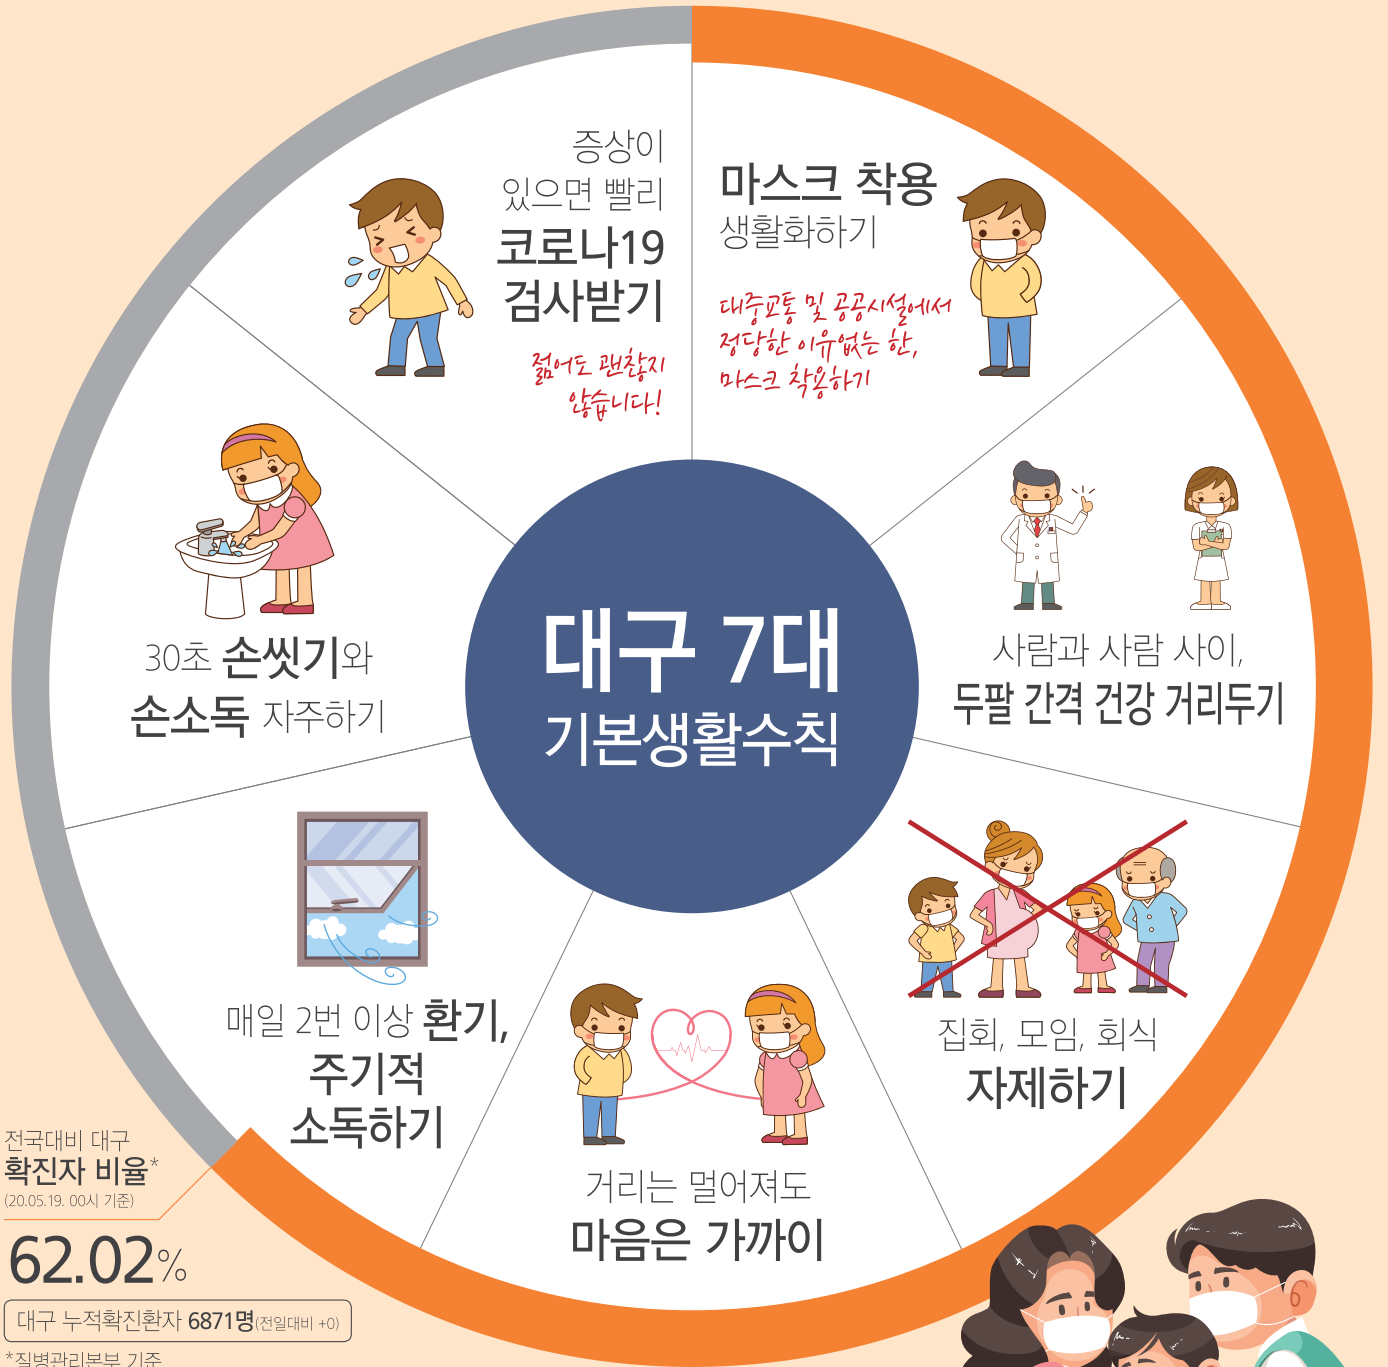 증상이
있으면 빨리
코로나19
검사받기
젊어도 괜찮지
않습니다!
마스크 착용
생활화하기
대중교통 및 공공시설에서
정당한 이유없는 한,
마스크 착용하기
30초 손씻기와
손소독 자주하기
대구 7대
기본생활수칙
사람과 사람 사이,
두팔 간격 건강 거리두기
매일 2번 이상 환기,
주기적
소독하기
거리는 멀어져도
마음은 가까이
집회, 모임, 회식
자제하기
전국대비 대구
확진자 비율*
(20.05.19. 00시 기준)
62.02%
대구 누적확진환자 6871명(전일대비 +0)
*질병관리본부 기준